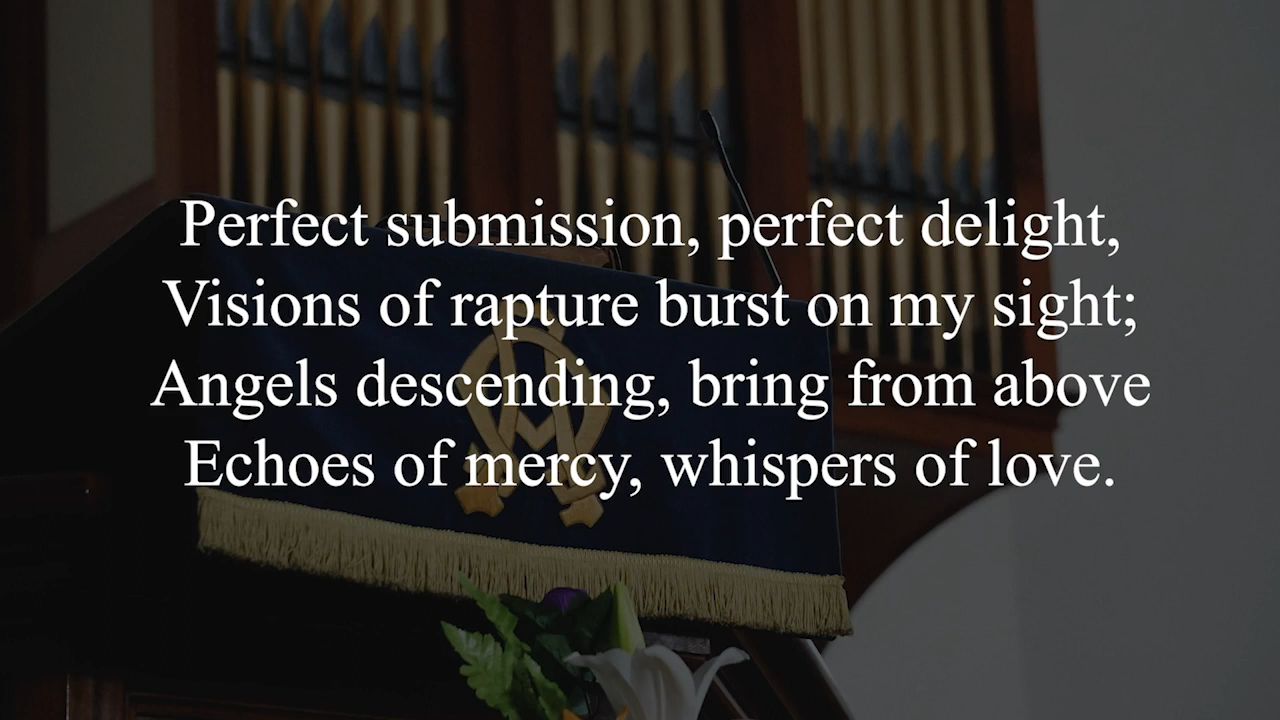 Perfect submission, perfect delight,
Visions of rapture burst on my sight;
Angels descending, bring from above
Echoes of mercy, whispers of love.